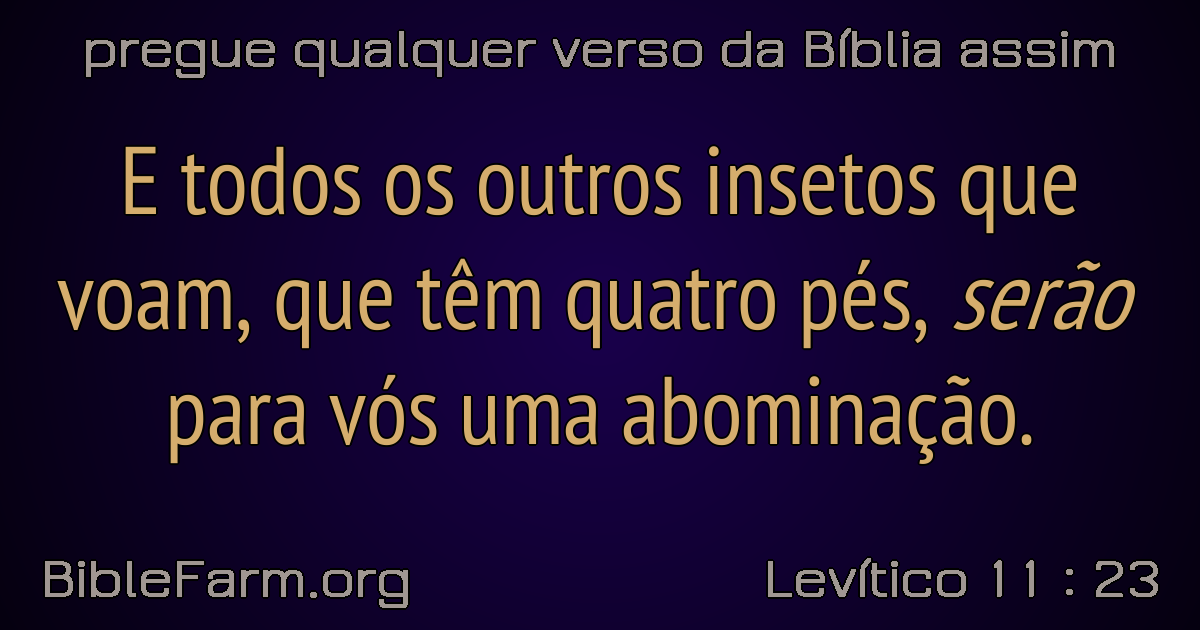 pregue qualquer verso da Bíblia assim
E todos os outros insetos que
voam, que têm quatro pés, serão
para vós uma abominação.
BibleFarm.org
Levítico 11 : 23